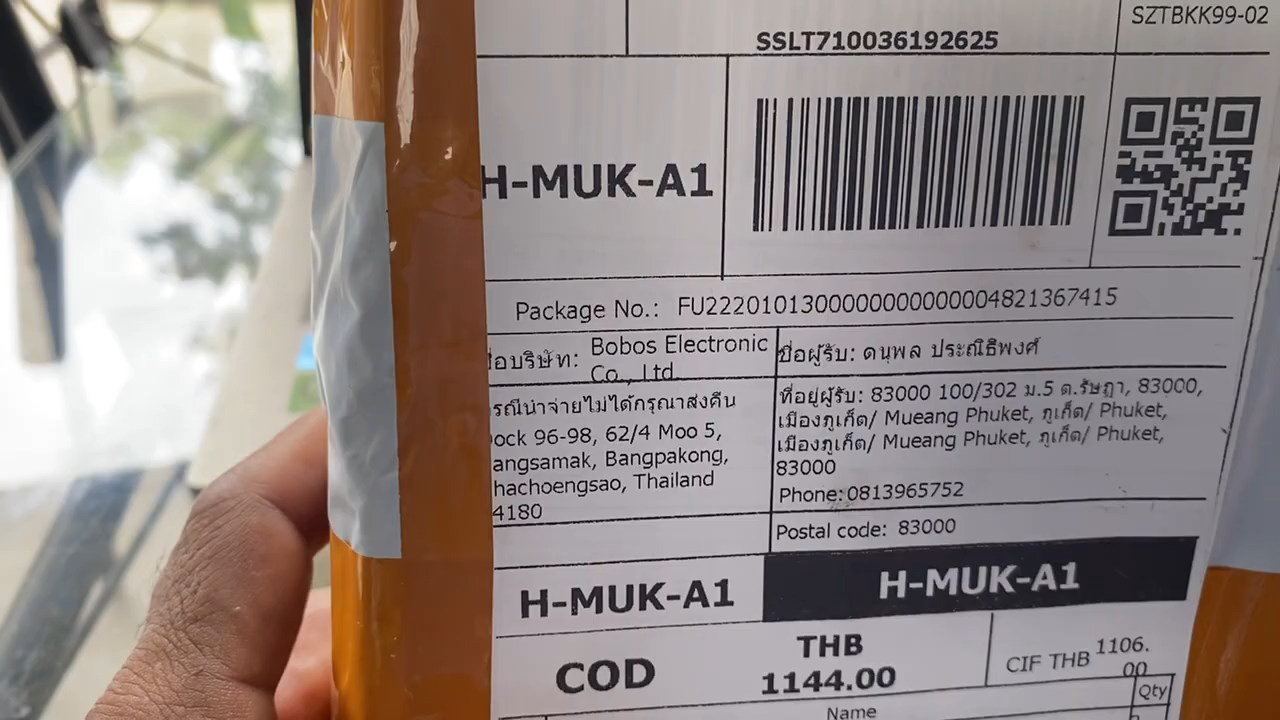 SZTBKK99-02
SSLT710036192625
H-MUK-A1
Package No.: FU22201013000000000000004821367415
Bobos Electronic
Co., Ltd.
ชื่อผู้รับ: ดนุพล ประณิธิพงศ์
รณีนำจ่ายไม่ได้กรุณาส่งคืน
ock 96-98, 62/4 Moo 5,
angsamak, Bangpakong,
hachoengsao, Thailand
4180
ที่อยู่ผู้รับ: 83000 100/302 ม.5 ต.รัษฎา, 83000,
เมืองภูเก็ต/ Mueang Phuket, ภูเก็ต/ Phuket,
เมืองภูเก็ต/ Mueang Phuket, ภูเก็ต/ Phuket,
83000
Phone:0813965752
Postal code: 83000
H-MUK-A1
H-MUK-A1
COD
THB
1144.00
CIF THB 1106.
00
Name
Qty